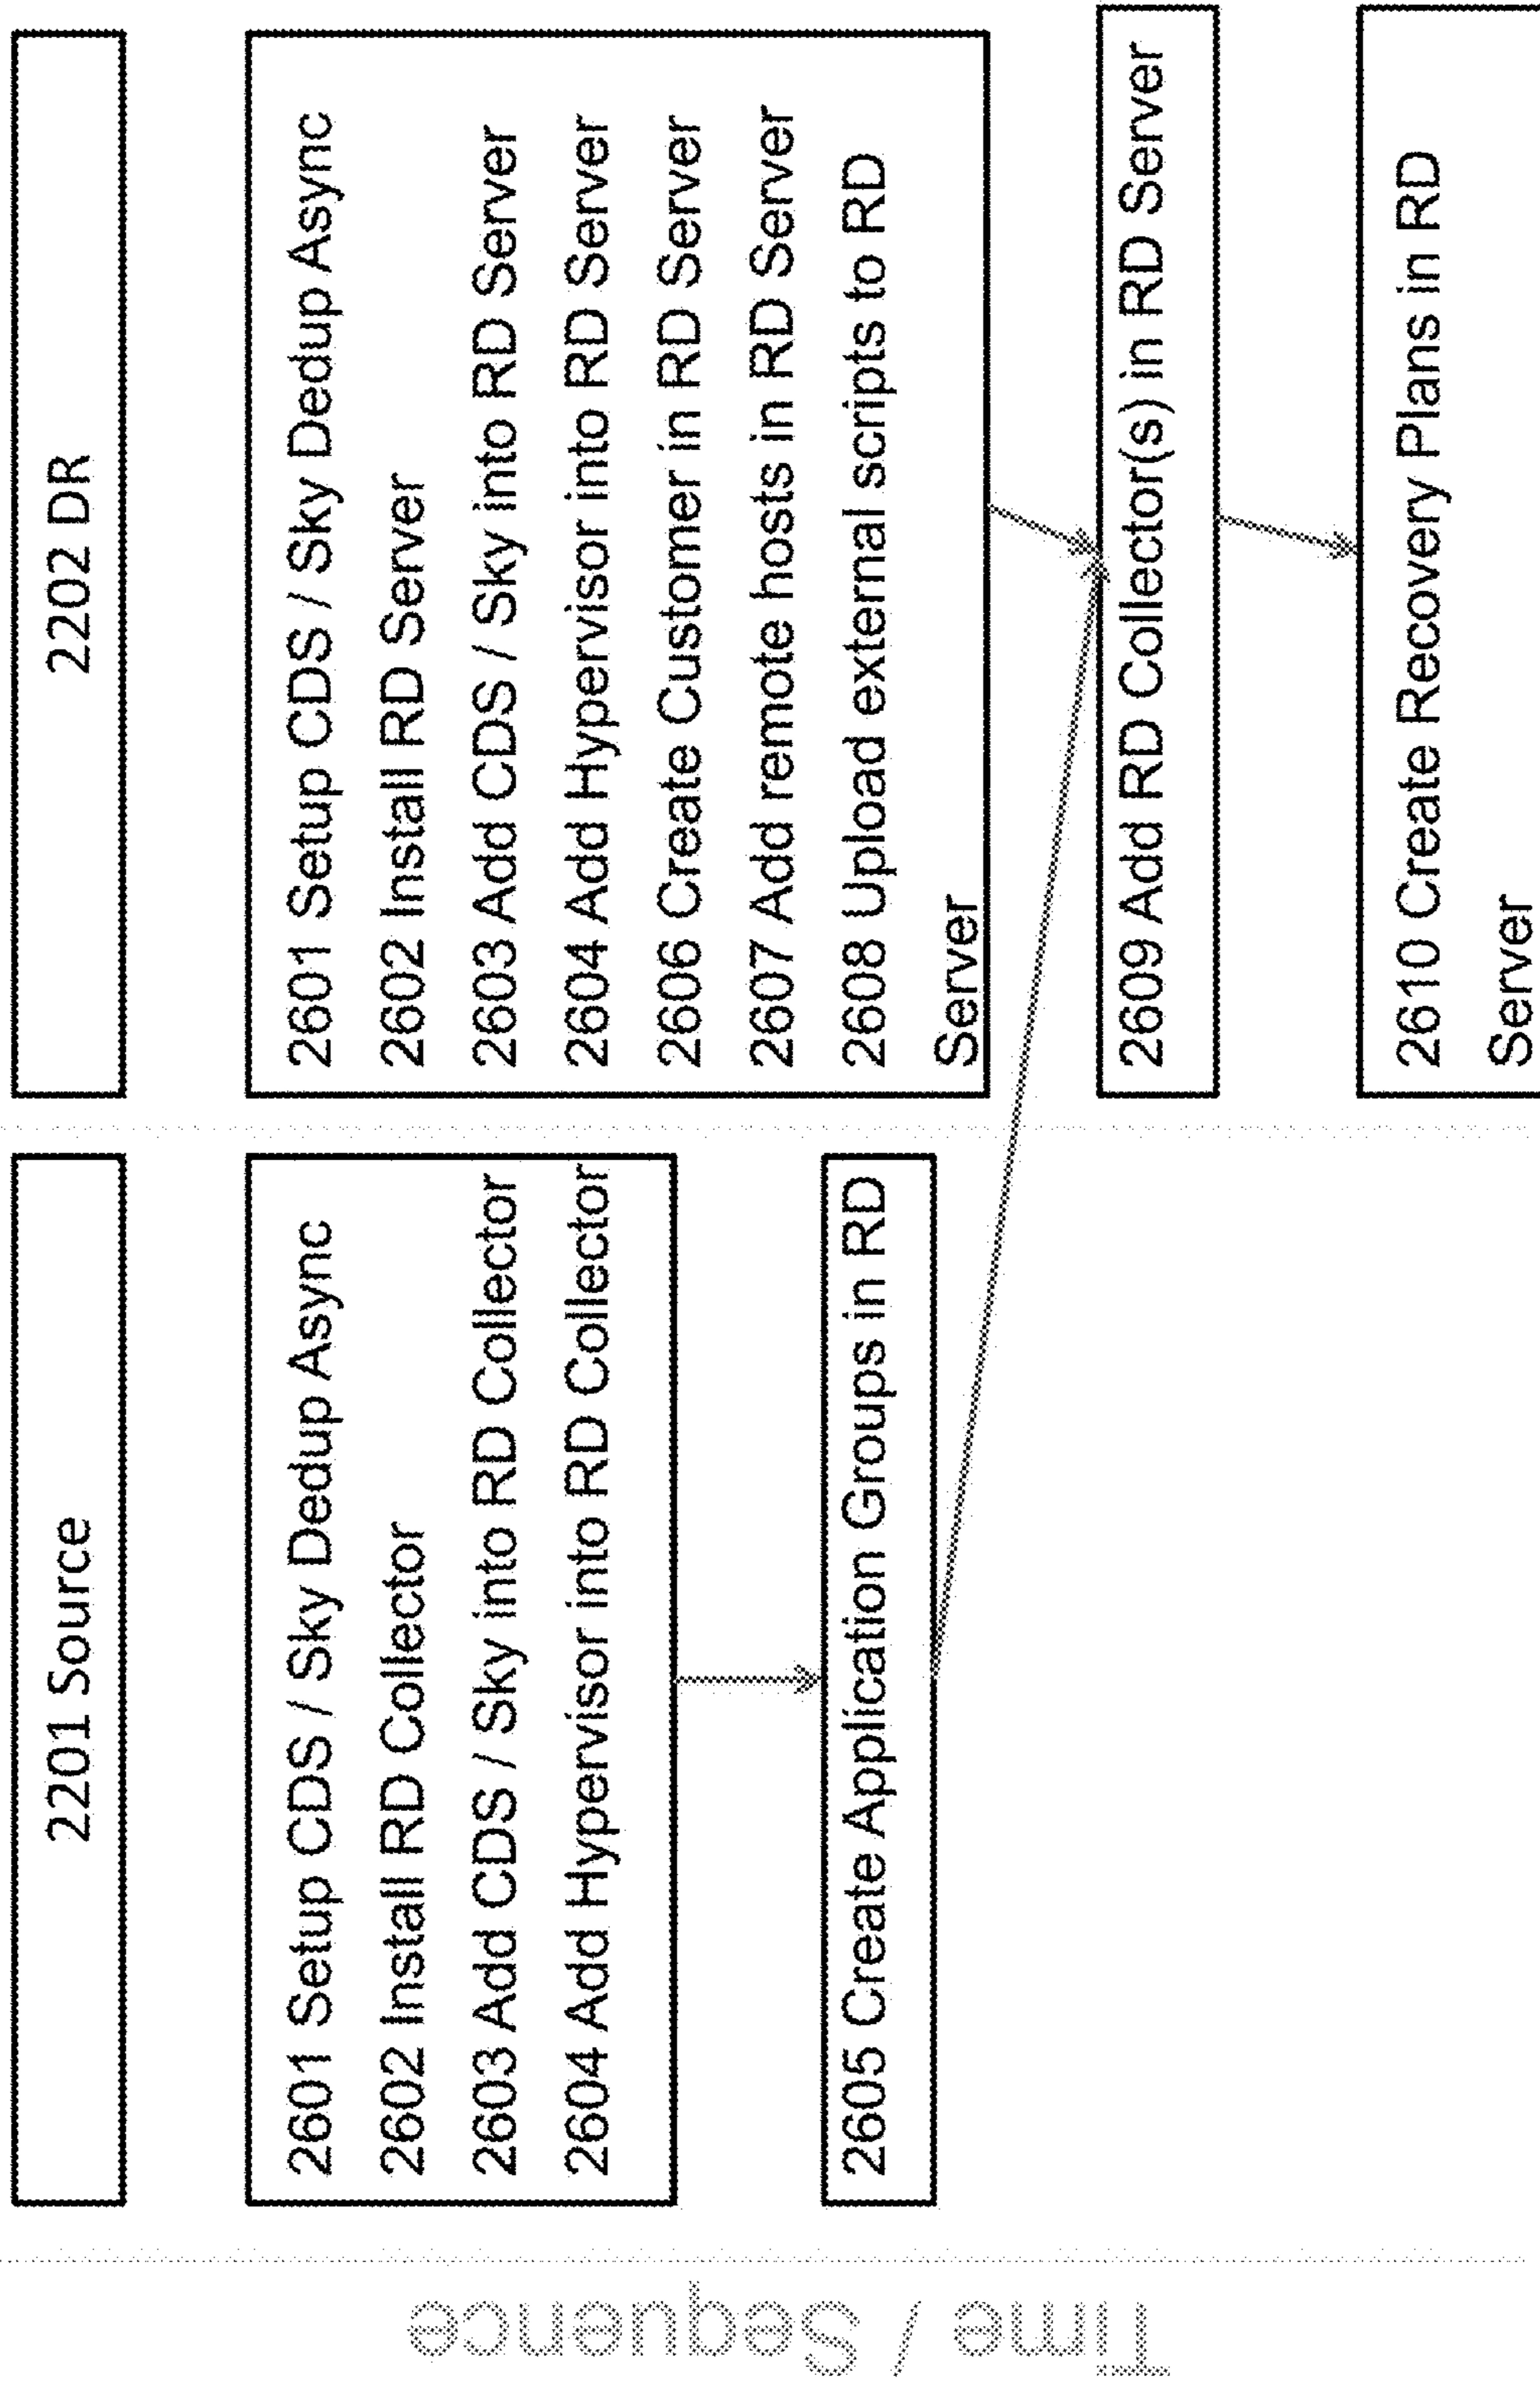 Time / Sequence
2201 Source
2601 Setup CDS / Sky Dedup Async
2602 Install RD Collector
2603 Add CDS / Sky into RD Collector
2604 Add Hypervisor into RD Collector
2605 Create Application Groups in RD
2202 DR
2601 Setup CDS / Sky Dedup Async
2602 Install RD Server
2603 Add CDS / Sky into RD Server
2604 Add Hypervisor into RD Server
2606 Create Customer in RD Server
2607 Add remote hosts in RD Server
2608 Upload external scripts to RD
Server
2609 Add RD Collector(s) in RD Server
2610 Create Recovery Plans in RD
Server